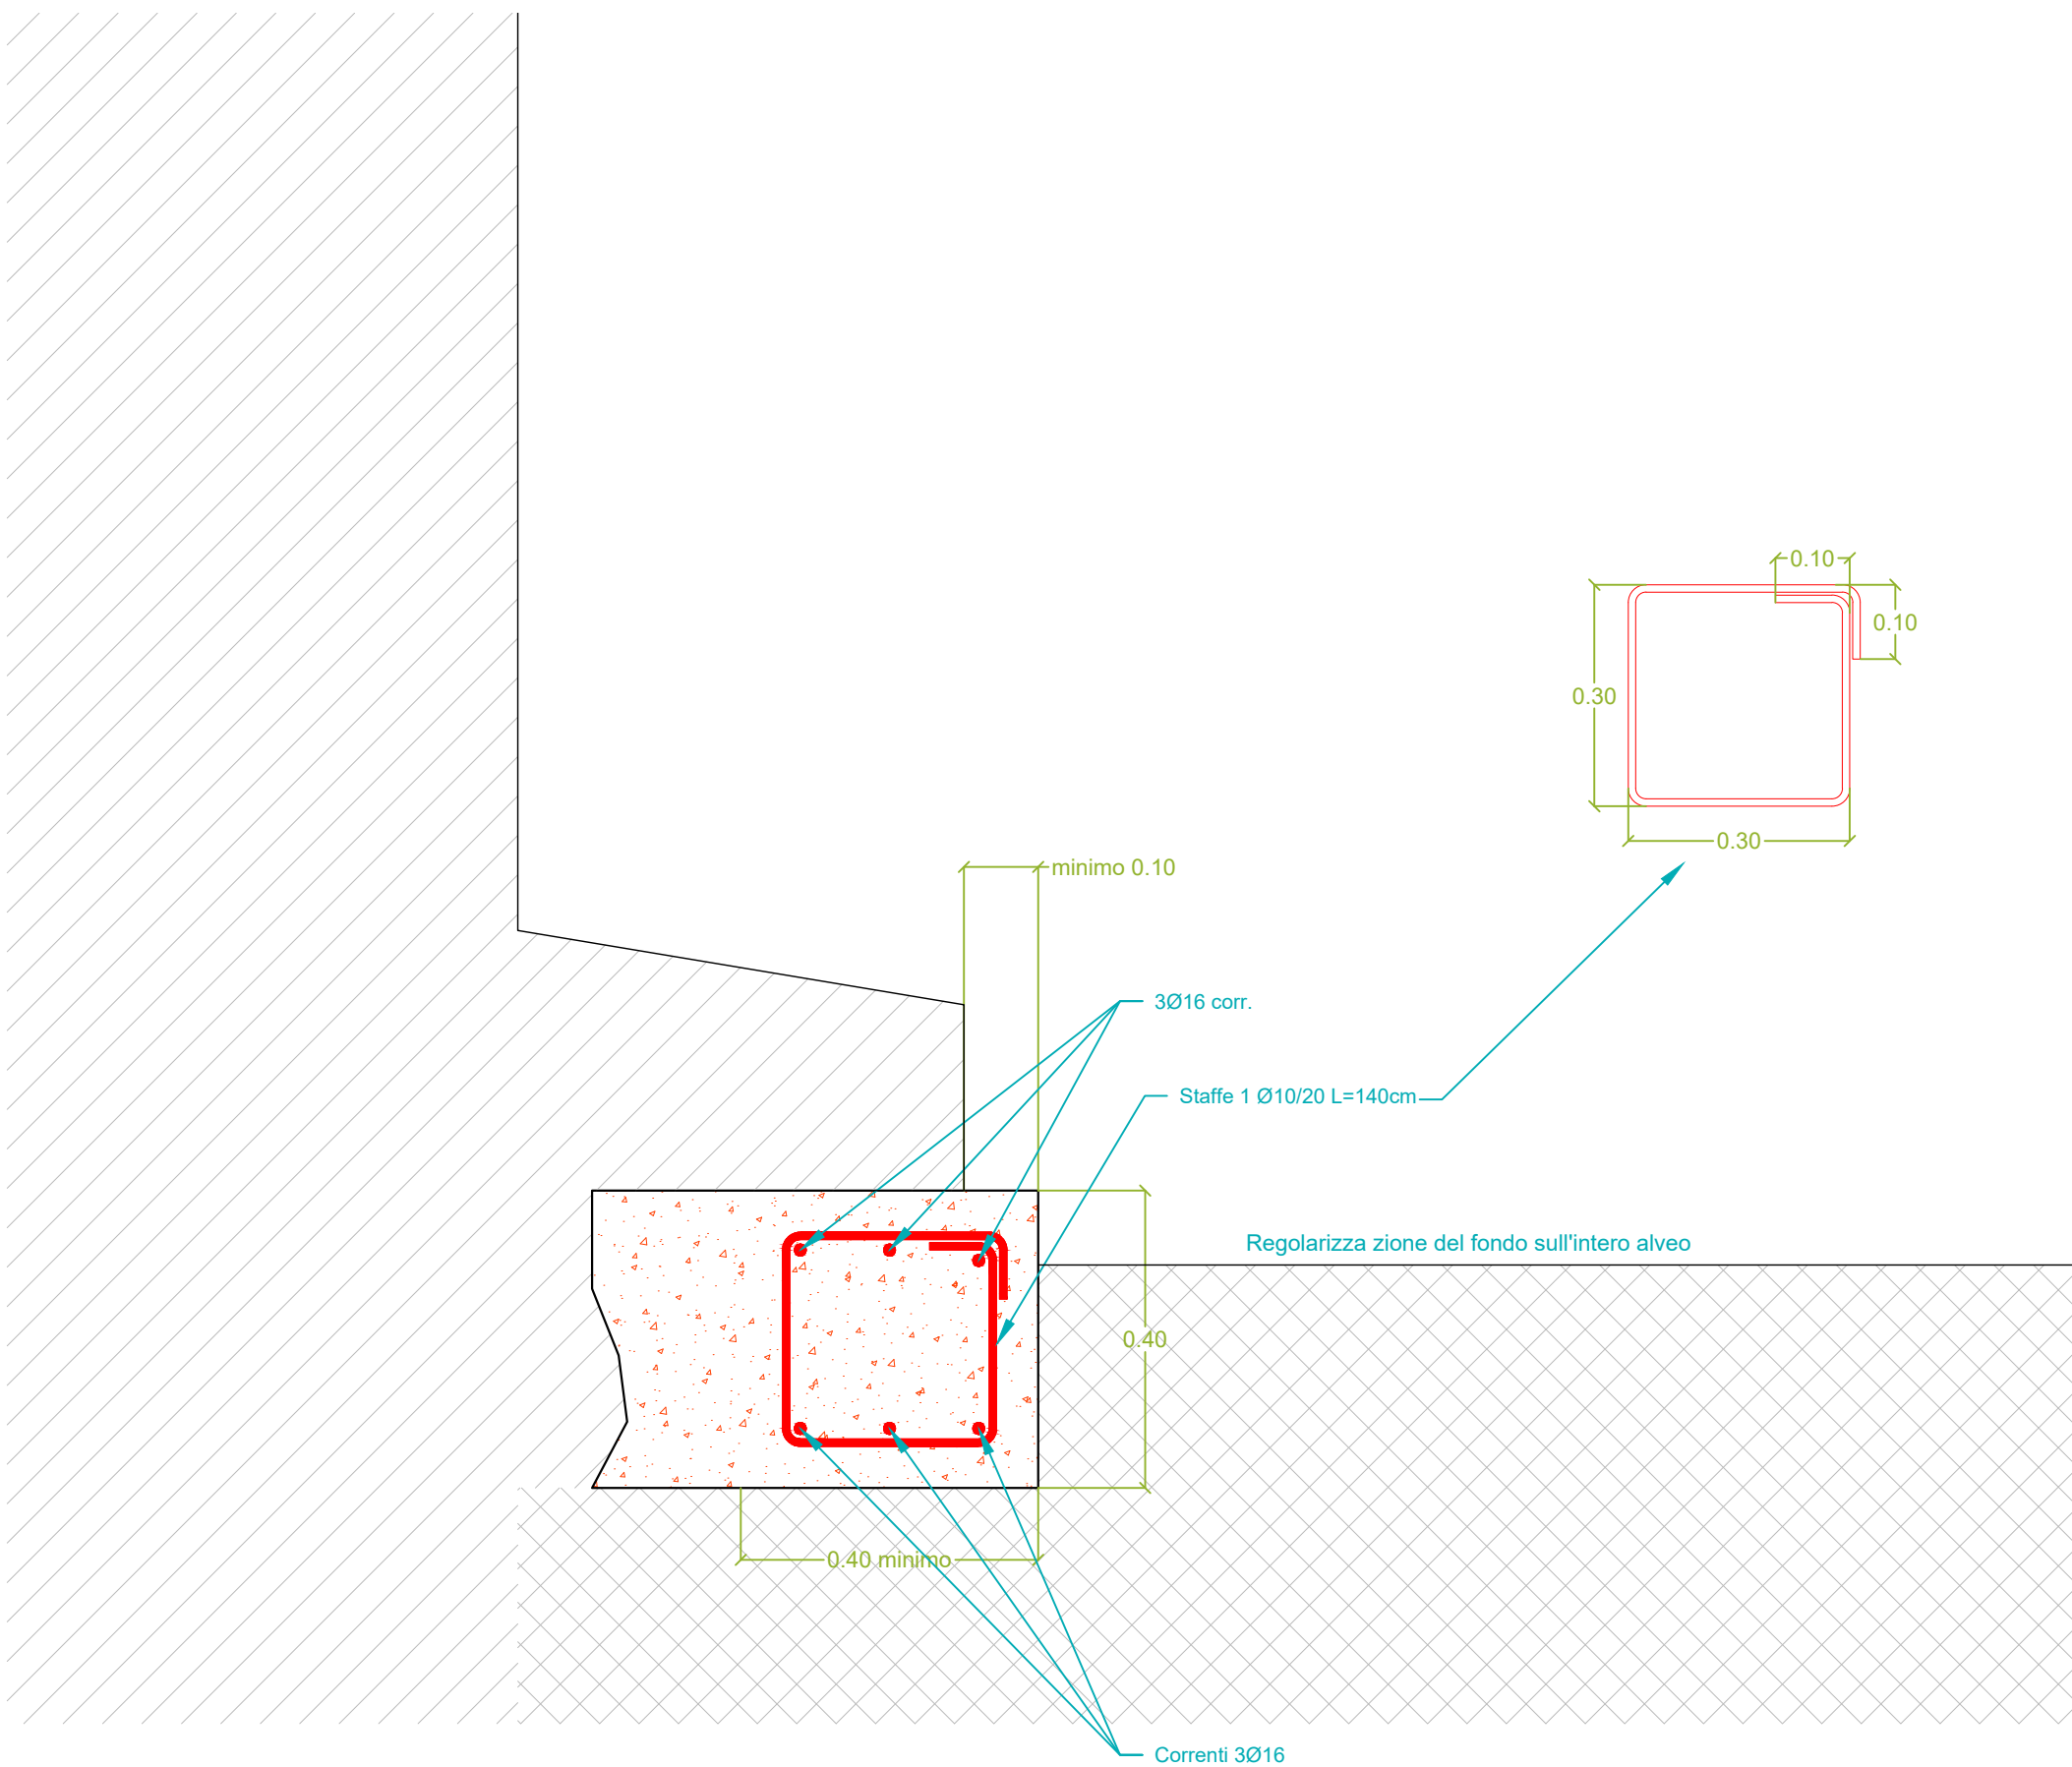 0.10
0.10
0.30
0.30
minimo 0.10
3Ø16 corr.
Staffe 1 Ø10/20 L=140cm
Regolarizza zione del fondo sull'intero alveo
0.40
0.40 minimo
Correnti 3Ø16